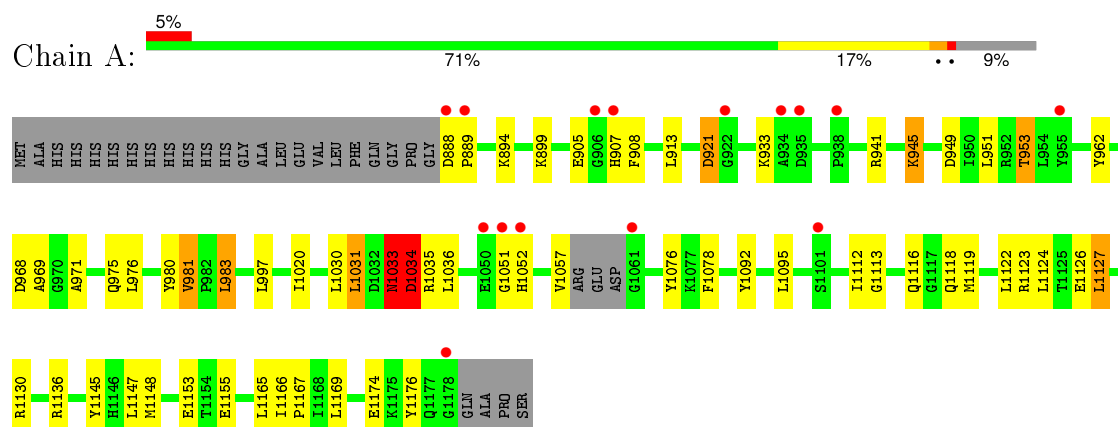 5%
Chain A:
71% 17% • • 9%
MET ALA HIS HIS HIS HIS HIS HIS HIS HIS HIS HIS GLY ALA LEU GLU VAL LEU PHE GLN GLY PRO GLY D888 P889 K894 K899 E905 G906 H907 F908 L913 D921 G922 K933 A934 D935 P938 R941 K945 D949 I950 L951 R952 T953 L954 Y955 Y962
D968 A969 G970 A971 Q975 L976 Y980 V981 P982 L983 L997 I1020 L1030 L1031 D1032 N1033 D1034 R1035 L1036 E1050 G1051 H1052 V1057 ARG GLU ASP G1061 Y1076 K1077 F1078 Y1092 L1095 S1101 I1112 G1113 Q1116 G1117 Q1118 M1119 L1122 R1123 L1124 T1125 E1126 L1127
R1130 R1136 Y1145 H1146 L1147 M1148 E1153 T1154 E1155 L1165 I1166 P1167 I1168 L1169 E1174 K1175 Y1176 Q1177 G1178 GLN ALA PRO SER